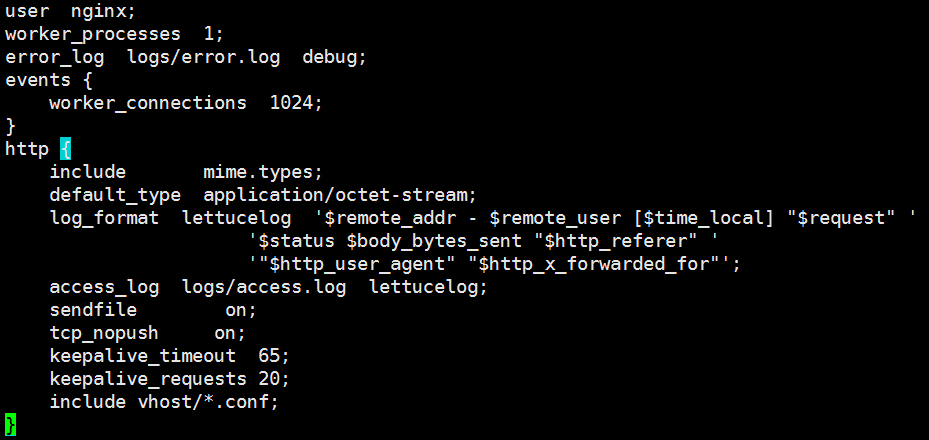 user  nginx;
worker_processes  1;
error_log  logs/error.log  debug;
events {
    worker_connections  1024;
}
http {
    include       mime.types;
    default_type  application/octet-stream;
    log_format  lettucelog  '$remote_addr - $remote_user [$time_local] "$request" '
                      '$status $body_bytes_sent "$http_referer" '
                      '"$http_user_agent" "$http_x_forwarded_for"';
    access_log  logs/access.log  lettucelog;
    sendfile        on;
    tcp_nopush     on;
    keepalive_timeout  65;
    keepalive_requests 20;
    include vhost/*.conf;
}